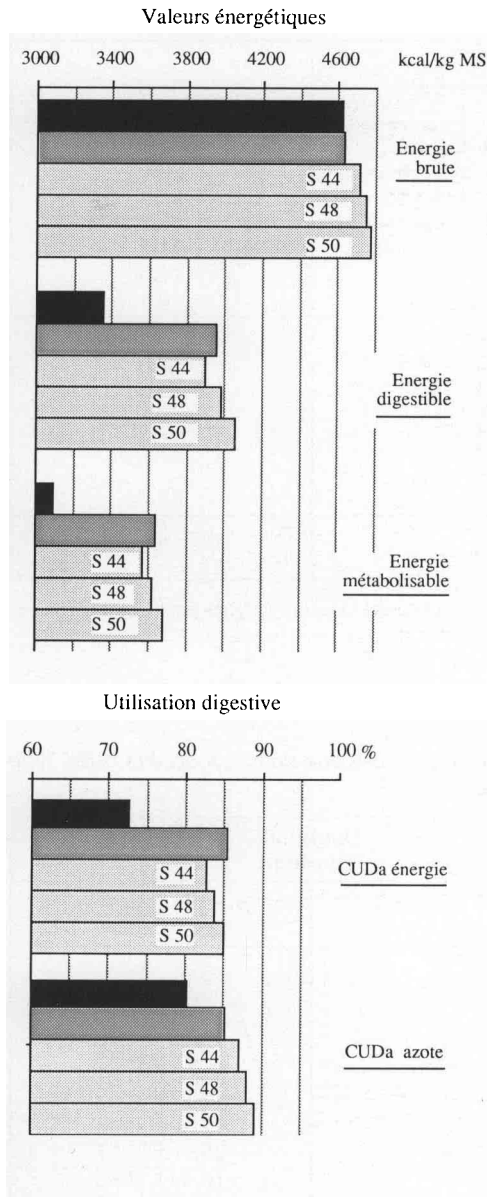 Valeurs énergétiques
3000 3400 3800 4200 4600 kcal/kg MS
Energie
brute
S 44
S 48
S 50
Energie
digestible
S 44
S 48
S 50
Energie
métabolisable
S 44
S 48
S 50
Utilisation digestive
60 70 80 90 100 %
S 44
CUDa énergie
S 48
S 50
S 44
CUDa azote
S 48
S 50